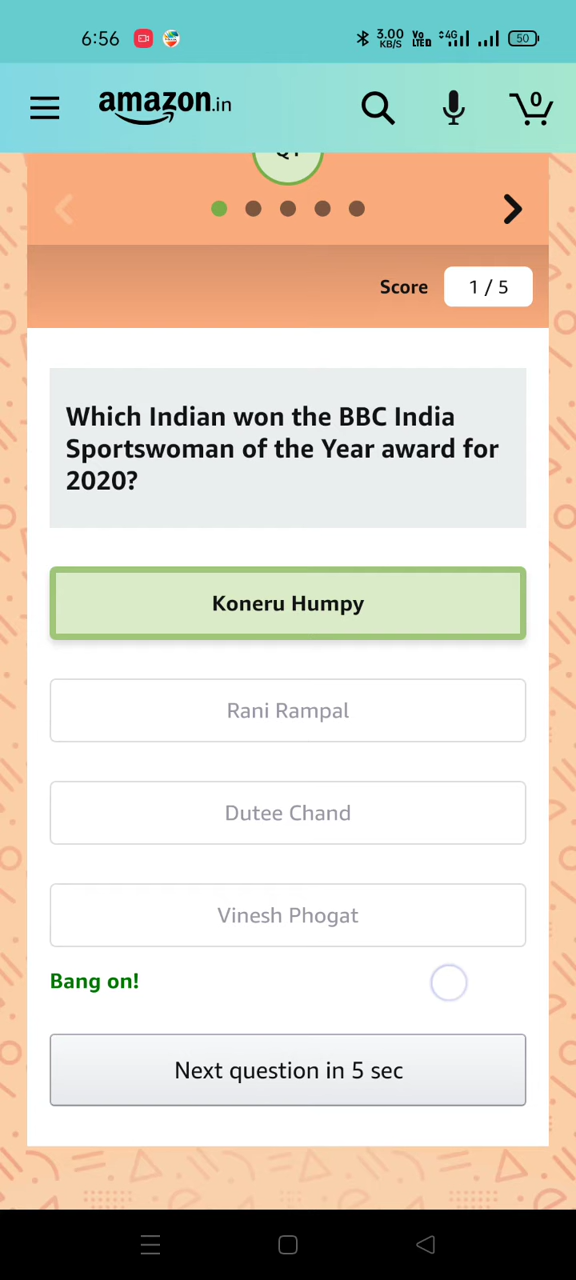 6:56
3.00
KB/S
Vo
LTED
4G
50
amazon.in
0
Score
1 / 5
Which Indian won the BBC India
Sportswoman of the Year award for
2020?
Koneru Humpy
Rani Rampal
Dutee Chand
Vinesh Phogat
Bang on!
Next question in 5 sec